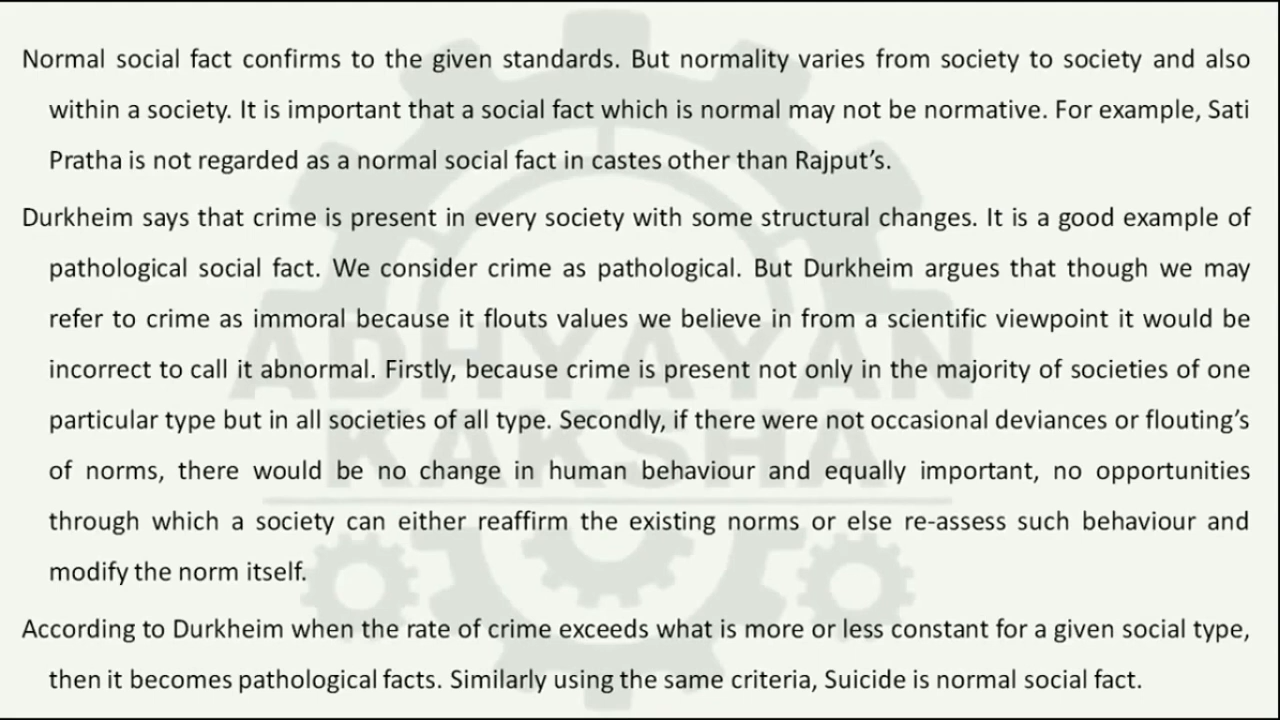 Normal social fact confirms to the given standards. But normality varies from society to society and also
within a society. It is important that a social fact which is normal may not be normative. For example, Sati
Pratha is not regarded as a normal social fact in castes other than Rajput's.
Durkheim says that crime is present in every society with some structural changes. It is a good example of
pathological social fact. We consider crime as pathological. But Durkheim argues that though we may
refer to crime as immoral because it flouts values we believe in from a scientific viewpoint it would be
incorrect to call it abnormal. Firstly, because crime is present not only in the majority of societies of one
particular type but in all societies of all type. Secondly, if there were not occasional deviances or flouting's
of norms, there would be no change in human behaviour and equally important, no opportunities
through which a society can either reaffirm the existing norms or else re-assess such behaviour and
modify the norm itself.
According to Durkheim when the rate of crime exceeds what is more or less constant for a given social type,
then it becomes pathological facts. Similarly using the same criteria, Suicide is normal social fact.
ADHYAYAN
KAKSHA